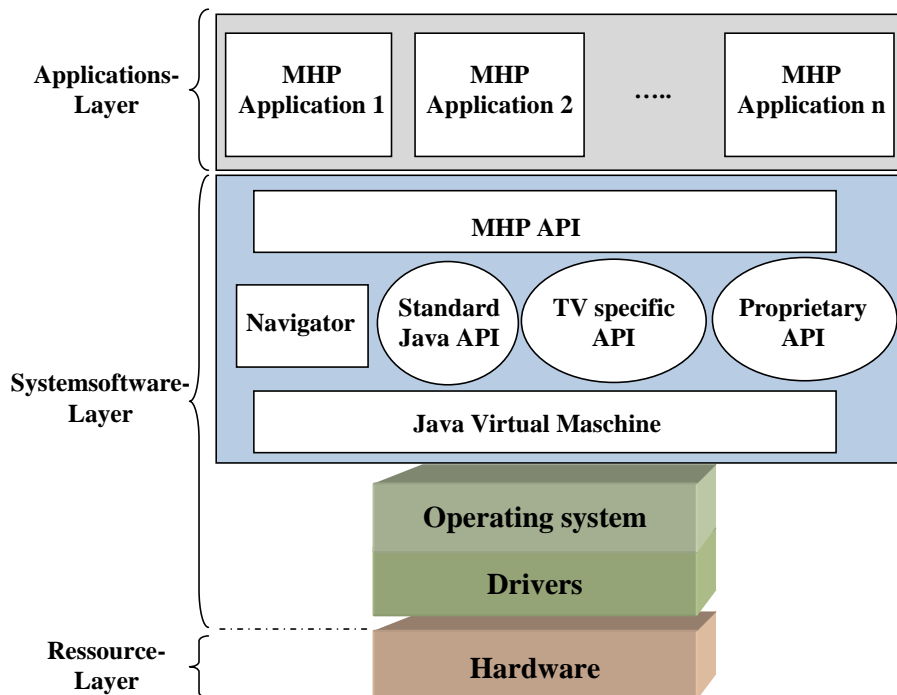 Applications-
Layer
MHP
Application 1
MHP
Application 2
…..
MHP
Application n
Systemsoftware-
Layer
MHP API
Navigator
Standard
Java API
TV specific
API
Proprietary
API
Java Virtual Maschine
Operating system
Drivers
Ressource-
Layer
Hardware